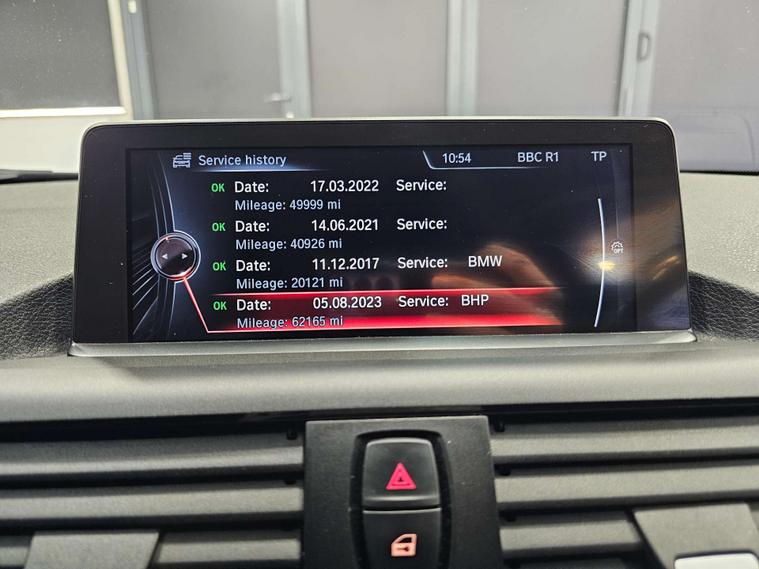 Service history 10:54 BBC R1 TP
OK Date: 17.03.2022 Service:
Mileage: 49999 mi
OK Date: 14.06.2021 Service:
Mileage: 40926 mi
OK Date: 11.12.2017 Service: BMW
Mileage: 20121 mi
OK Date: 05.08.2023 Service: BHP
Mileage: 62165 mi
OPT